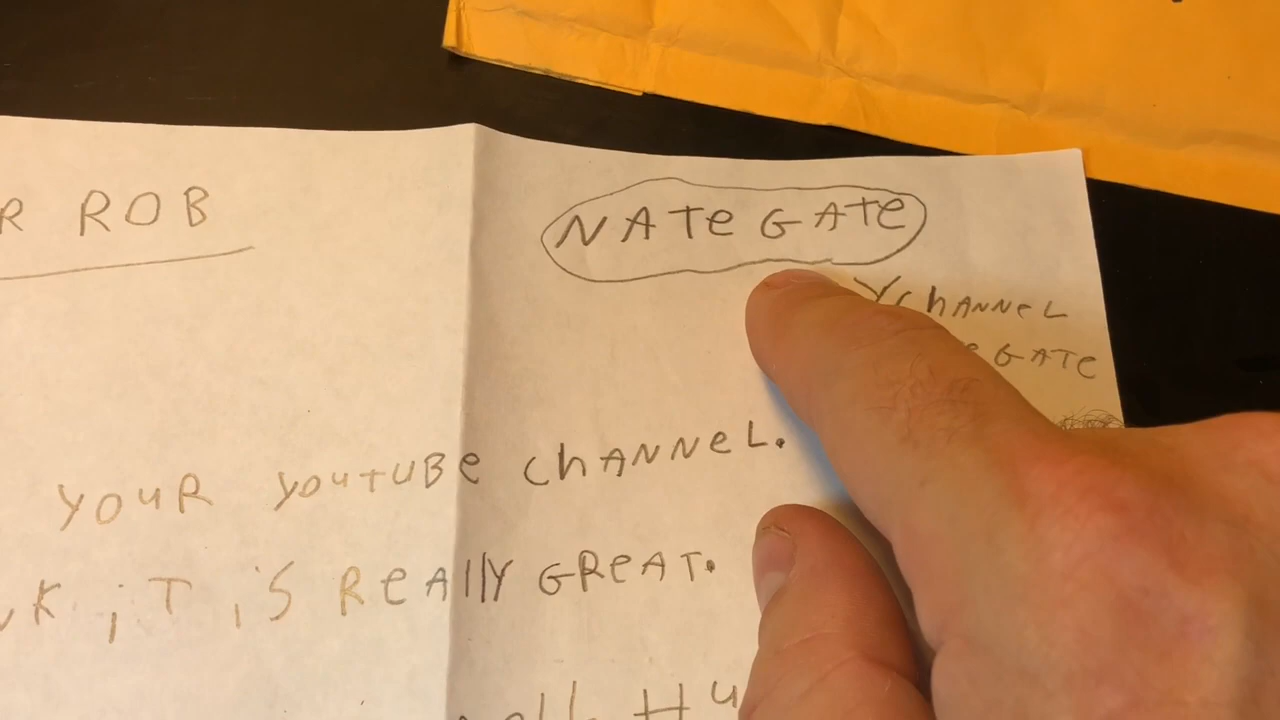 R ROB
NATe GATe
Y ChANNeL
GATe
YOuR YOutuBe ChANNeL.
iT iS ReAllY GReAT.